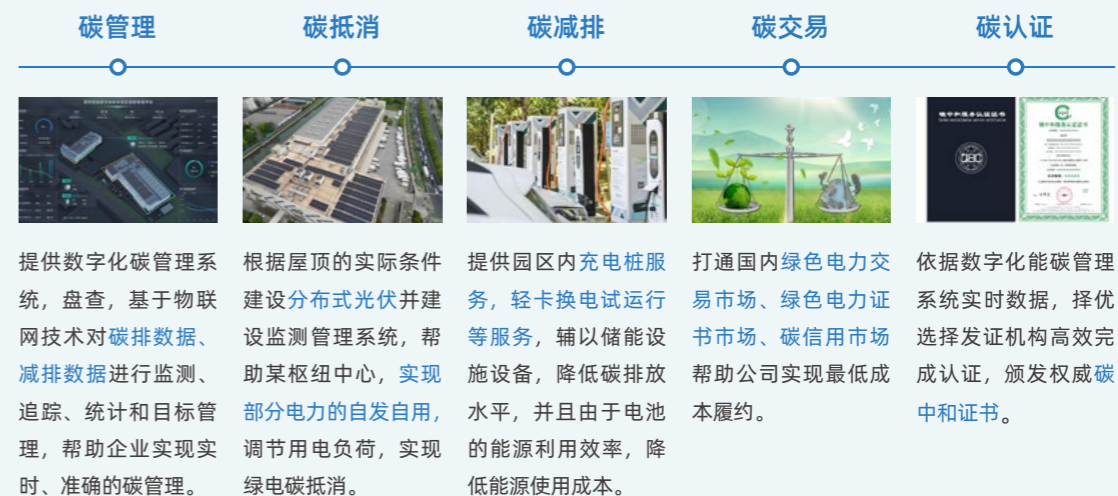 碳管理
碳抵消
碳减排
碳交易
碳认证
提供数字化碳管理系
统，盘查，基于物联
网技术对碳排数据、
减排数据进行监测、
追踪、统计和目标管
理，帮助企业实现实
时、准确的碳管理。
根据屋顶的实际条件
建设分布式光伏并建
设监测管理系统，帮
助某枢纽中心，实现
部分电力的自发自用，
调节用电负荷，实现
绿电碳抵消。
提供园区内充电桩服
务，轻卡换电试运行
等服务，辅以储能设
施设备，降低碳排放
水平，并且由于电池
的能源利用效率，降
低能源使用成本。
打通国内绿色电力交
易市场、绿色电力证
书市场、碳信用市场
帮助公司实现最低成
本履约。
碳中和服务认证证书
依据数字化能碳管理
系统实时数据，择优
选择发证机构高效完
成认证，颁发权威碳
中和证书。